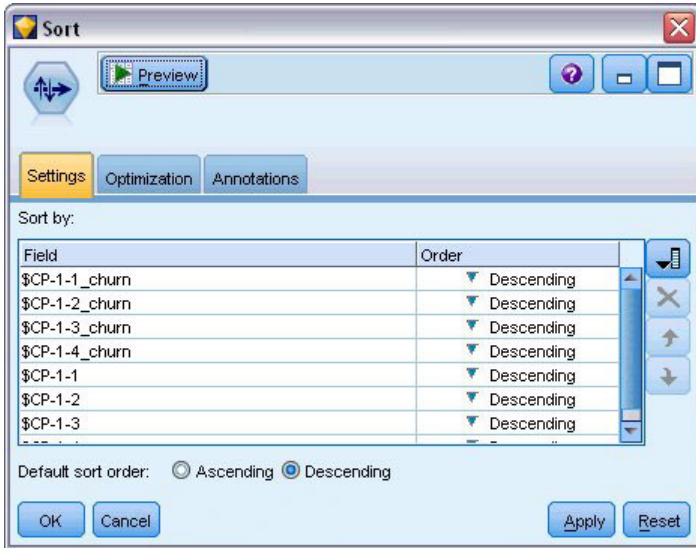 Sort
Preview
Settings Optimization Annotations
Sort by:
Field Order
$CP-1-1_churn Descending
$CP-1-2_churn Descending
$CP-1-3_churn Descending
$CP-1-4_churn Descending
$CP-1-1 Descending
$CP-1-2 Descending
$CP-1-3 Descending
Default sort order: Ascending Descending
OK Cancel Apply Reset